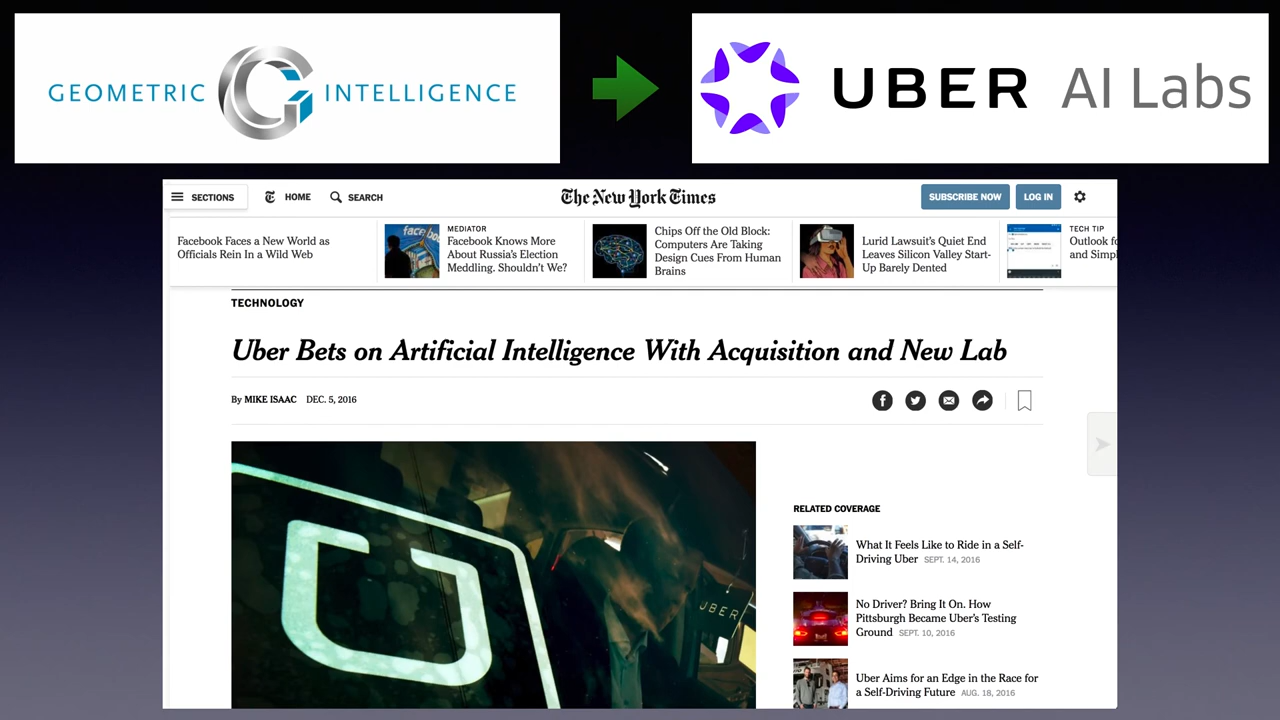 GEOMETRIC INTELLIGENCE
UBER AI Labs
SECTIONS
HOME
SEARCH
The New York Times
SUBSCRIBE NOW
LOG IN
Facebook Faces a New World as
Officials Rein In a Wild Web
MEDIATOR
Facebook Knows More
About Russia's Election
Meddling. Shouldn't We?
Chips Off the Old Block:
Computers Are Taking
Design Cues From Human
Brains
Lurid Lawsuit's Quiet End
Leaves Silicon Valley Start-
Up Barely Dented
TECH TIP
Outlook fo
and Simpl
TECHNOLOGY
Uber Bets on Artificial Intelligence With Acquisition and New Lab
By MIKE ISAAC DEC. 5, 2016
UBER
RELATED COVERAGE
What It Feels Like to Ride in a Self-
Driving Uber SEPT. 14, 2016
No Driver? Bring It On. How
Pittsburgh Became Uber's Testing
Ground SEPT. 10, 2016
Uber Aims for an Edge in the Race for
a Self-Driving Future AUG. 18, 2016